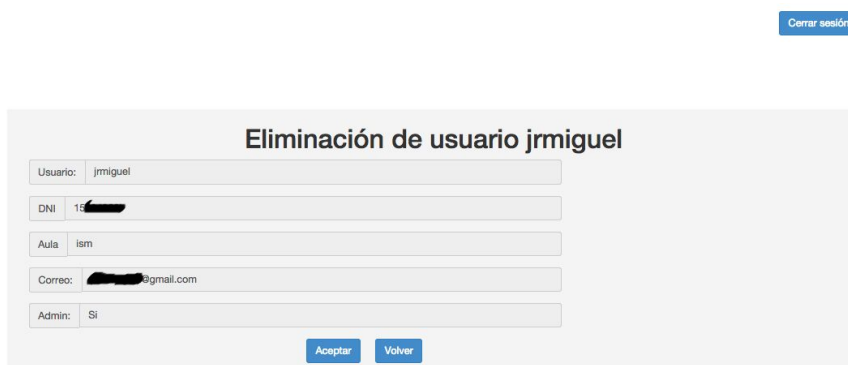 Cerrar sesión
Eliminación de usuario jrmiguel
Usuario: jrmiguel
DNI 15
Aula ism
Correo: @gmail.com
Admin: Si
Aceptar Volver